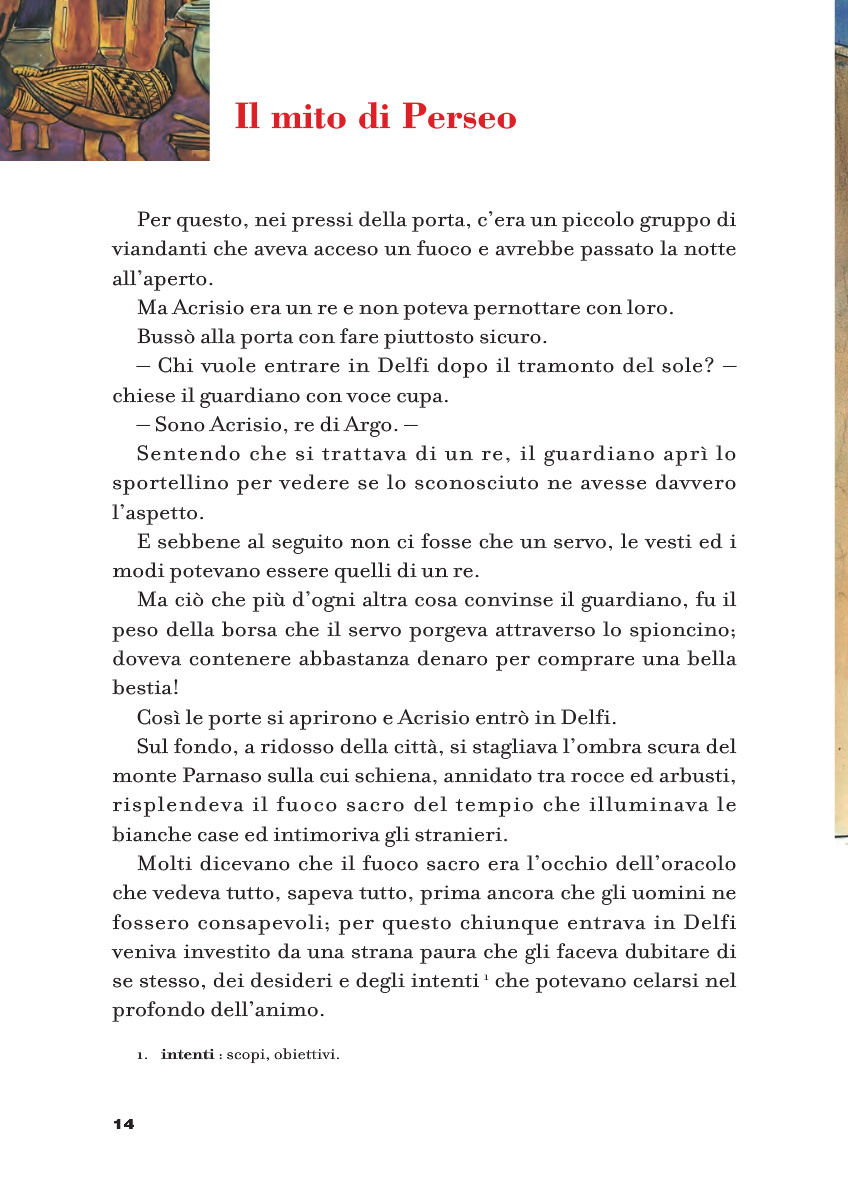 Il mito di Perseo
Per questo, nei pressi della porta, c’era un piccolo gruppo di
viandanti che aveva acceso un fuoco e avrebbe passato la notte
all’aperto.
Ma Acrisio era un re e non poteva pernottare con loro.
Bussò alla porta con fare piuttosto sicuro.
– Chi vuole entrare in Delfi dopo il tramonto del sole? –
chiese il guardiano con voce cupa.
– Sono Acrisio, re di Argo. –
Sentendo che si trattava di un re, il guardiano aprì lo
sportellino per vedere se lo sconosciuto ne avesse davvero
l’aspetto.
E sebbene al seguito non ci fosse che un servo, le vesti ed i
modi potevano essere quelli di un re.
Ma ciò che più d’ogni altra cosa convinse il guardiano, fu il
peso della borsa che il servo porgeva attraverso lo spioncino;
doveva contenere abbastanza denaro per comprare una bella
bestia!
Così le porte si aprirono e Acrisio entrò in Delfi.
Sul fondo, a ridosso della città, si stagliava l’ombra scura del
monte Parnaso sulla cui schiena, annidato tra rocce ed arbusti,
risplendeva il fuoco sacro del tempio che illuminava le
bianche case ed intimoriva gli stranieri.
Molti dicevano che il fuoco sacro era l’occhio dell’oracolo
che vedeva tutto, sapeva tutto, prima ancora che gli uomini ne
fossero consapevoli; per questo chiunque entrava in Delfi
veniva investito da una strana paura che gli faceva dubitare di
se stesso, dei desideri e degli intenti ¹ che potevano celarsi nel
profondo dell’animo.
1. intenti : scopi, obiettivi.
14